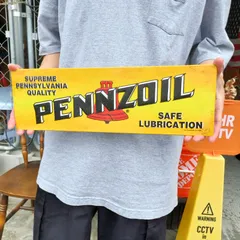 SUPREME
PENNSYLVANIA
QUALITY
PENNZOIL
SAFE
LUBRICATION
WARNING
CCTV